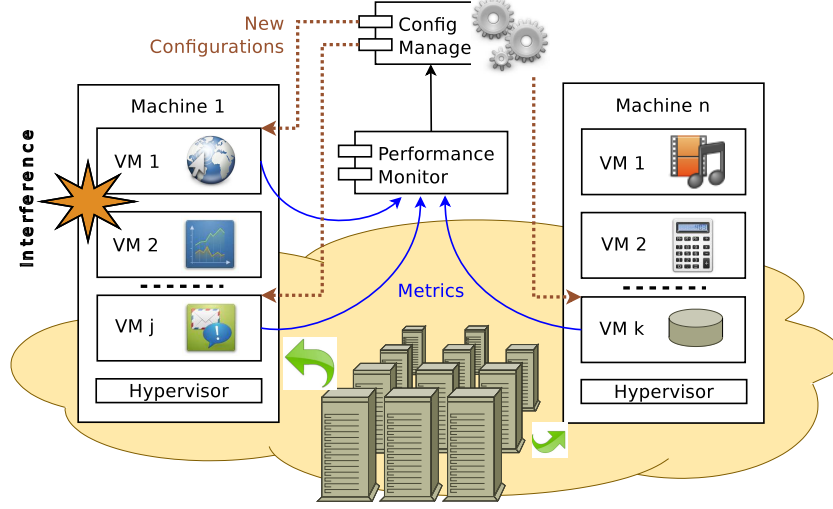 New
Configurations
Config
Manage
Machine 1
VM 1
VM 2
VM j
Hypervisor
Interference
Performance
Monitor
Metrics
Machine n
VM 1
VM 2
VM k
Hypervisor